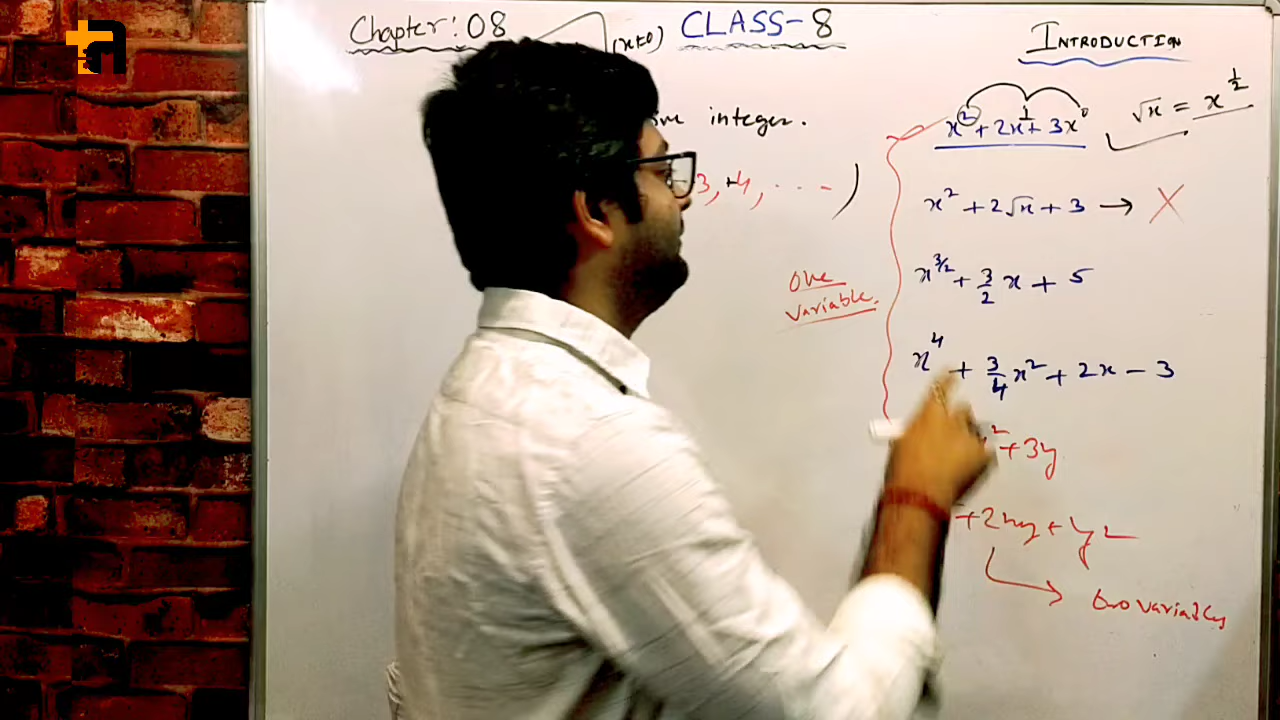 Chapter: 08
(x≠0)
CLASS-8
INTRODUCTION
integer.
3, +4, ... )
x² + 2x¹ + 3x⁰
√x = x^½
x² + 2√x + 3 → X
x^3/2 + 3/2 x + 5
One
variable.
x⁴ + 3/4 x² + 2x - 3
² + 3y
+ 2xy + y²
two variables